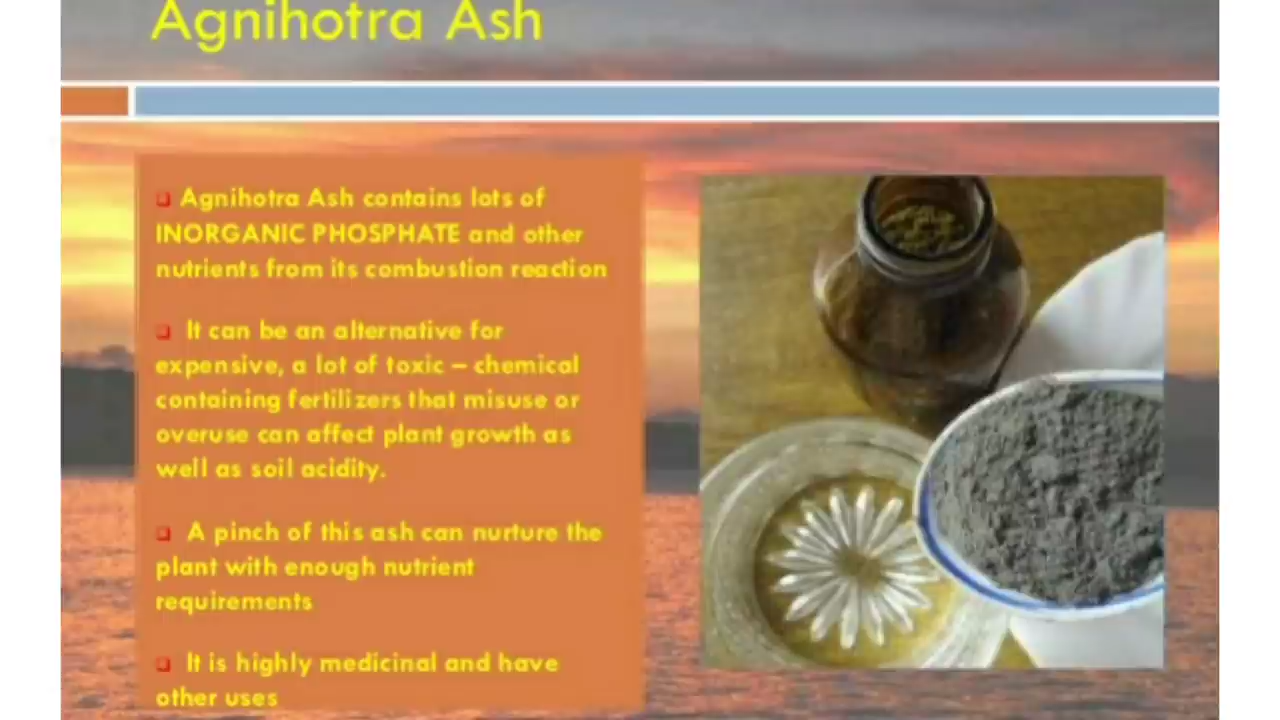 Agnihotra Ash
Agnihotra Ash contains lots of
INORGANIC PHOSPHATE and other
nutrients from its combustion reaction
It can be an alternative for
expensive, a lot of toxic – chemical
containing fertilizers that misuse or
overuse can affect plant growth as
well as soil acidity.
A pinch of this ash can nurture the
plant with enough nutrient
requirements
It is highly medicinal and have
other uses